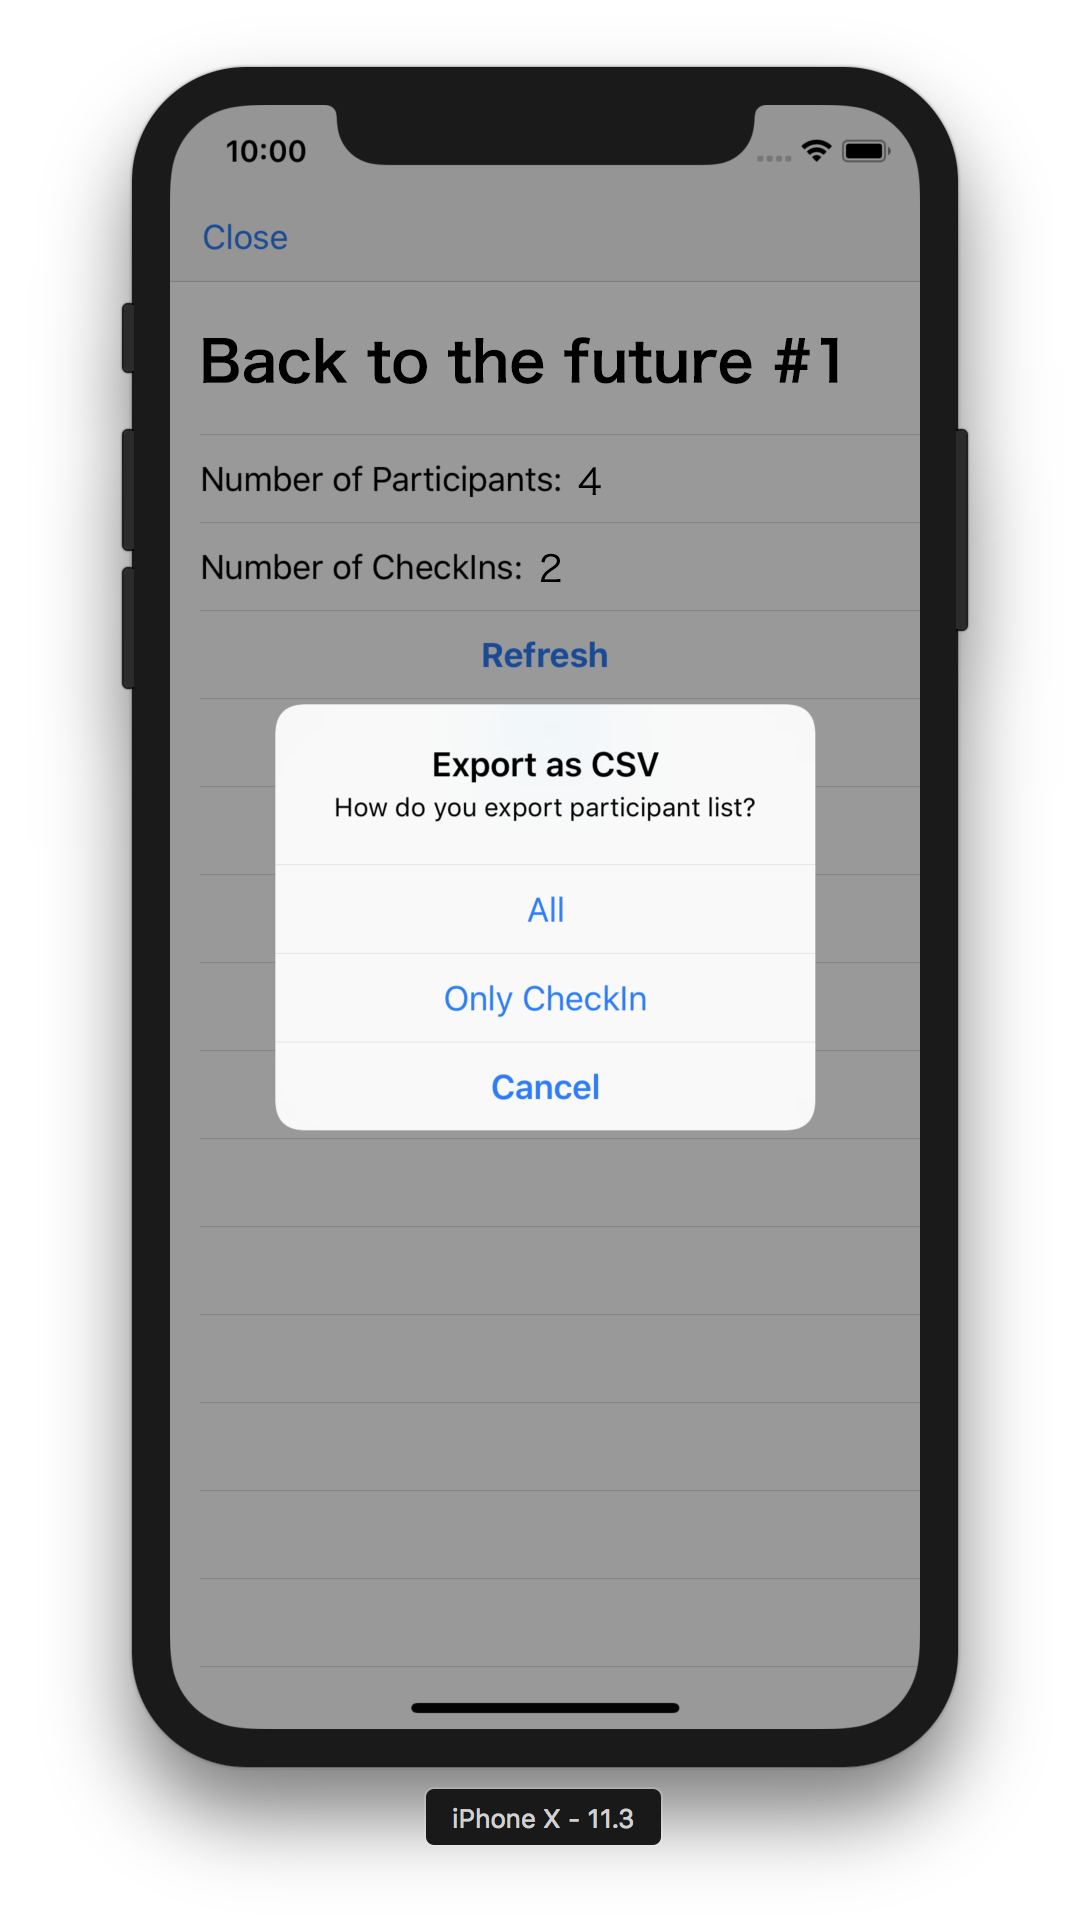 10:00
Close
Back to the future #1
Number of Participants: 4
Number of CheckIns: 2
Refresh
Export as CSV
How do you export participant list?
All
Only CheckIn
Cancel
iPhone X - 11.3